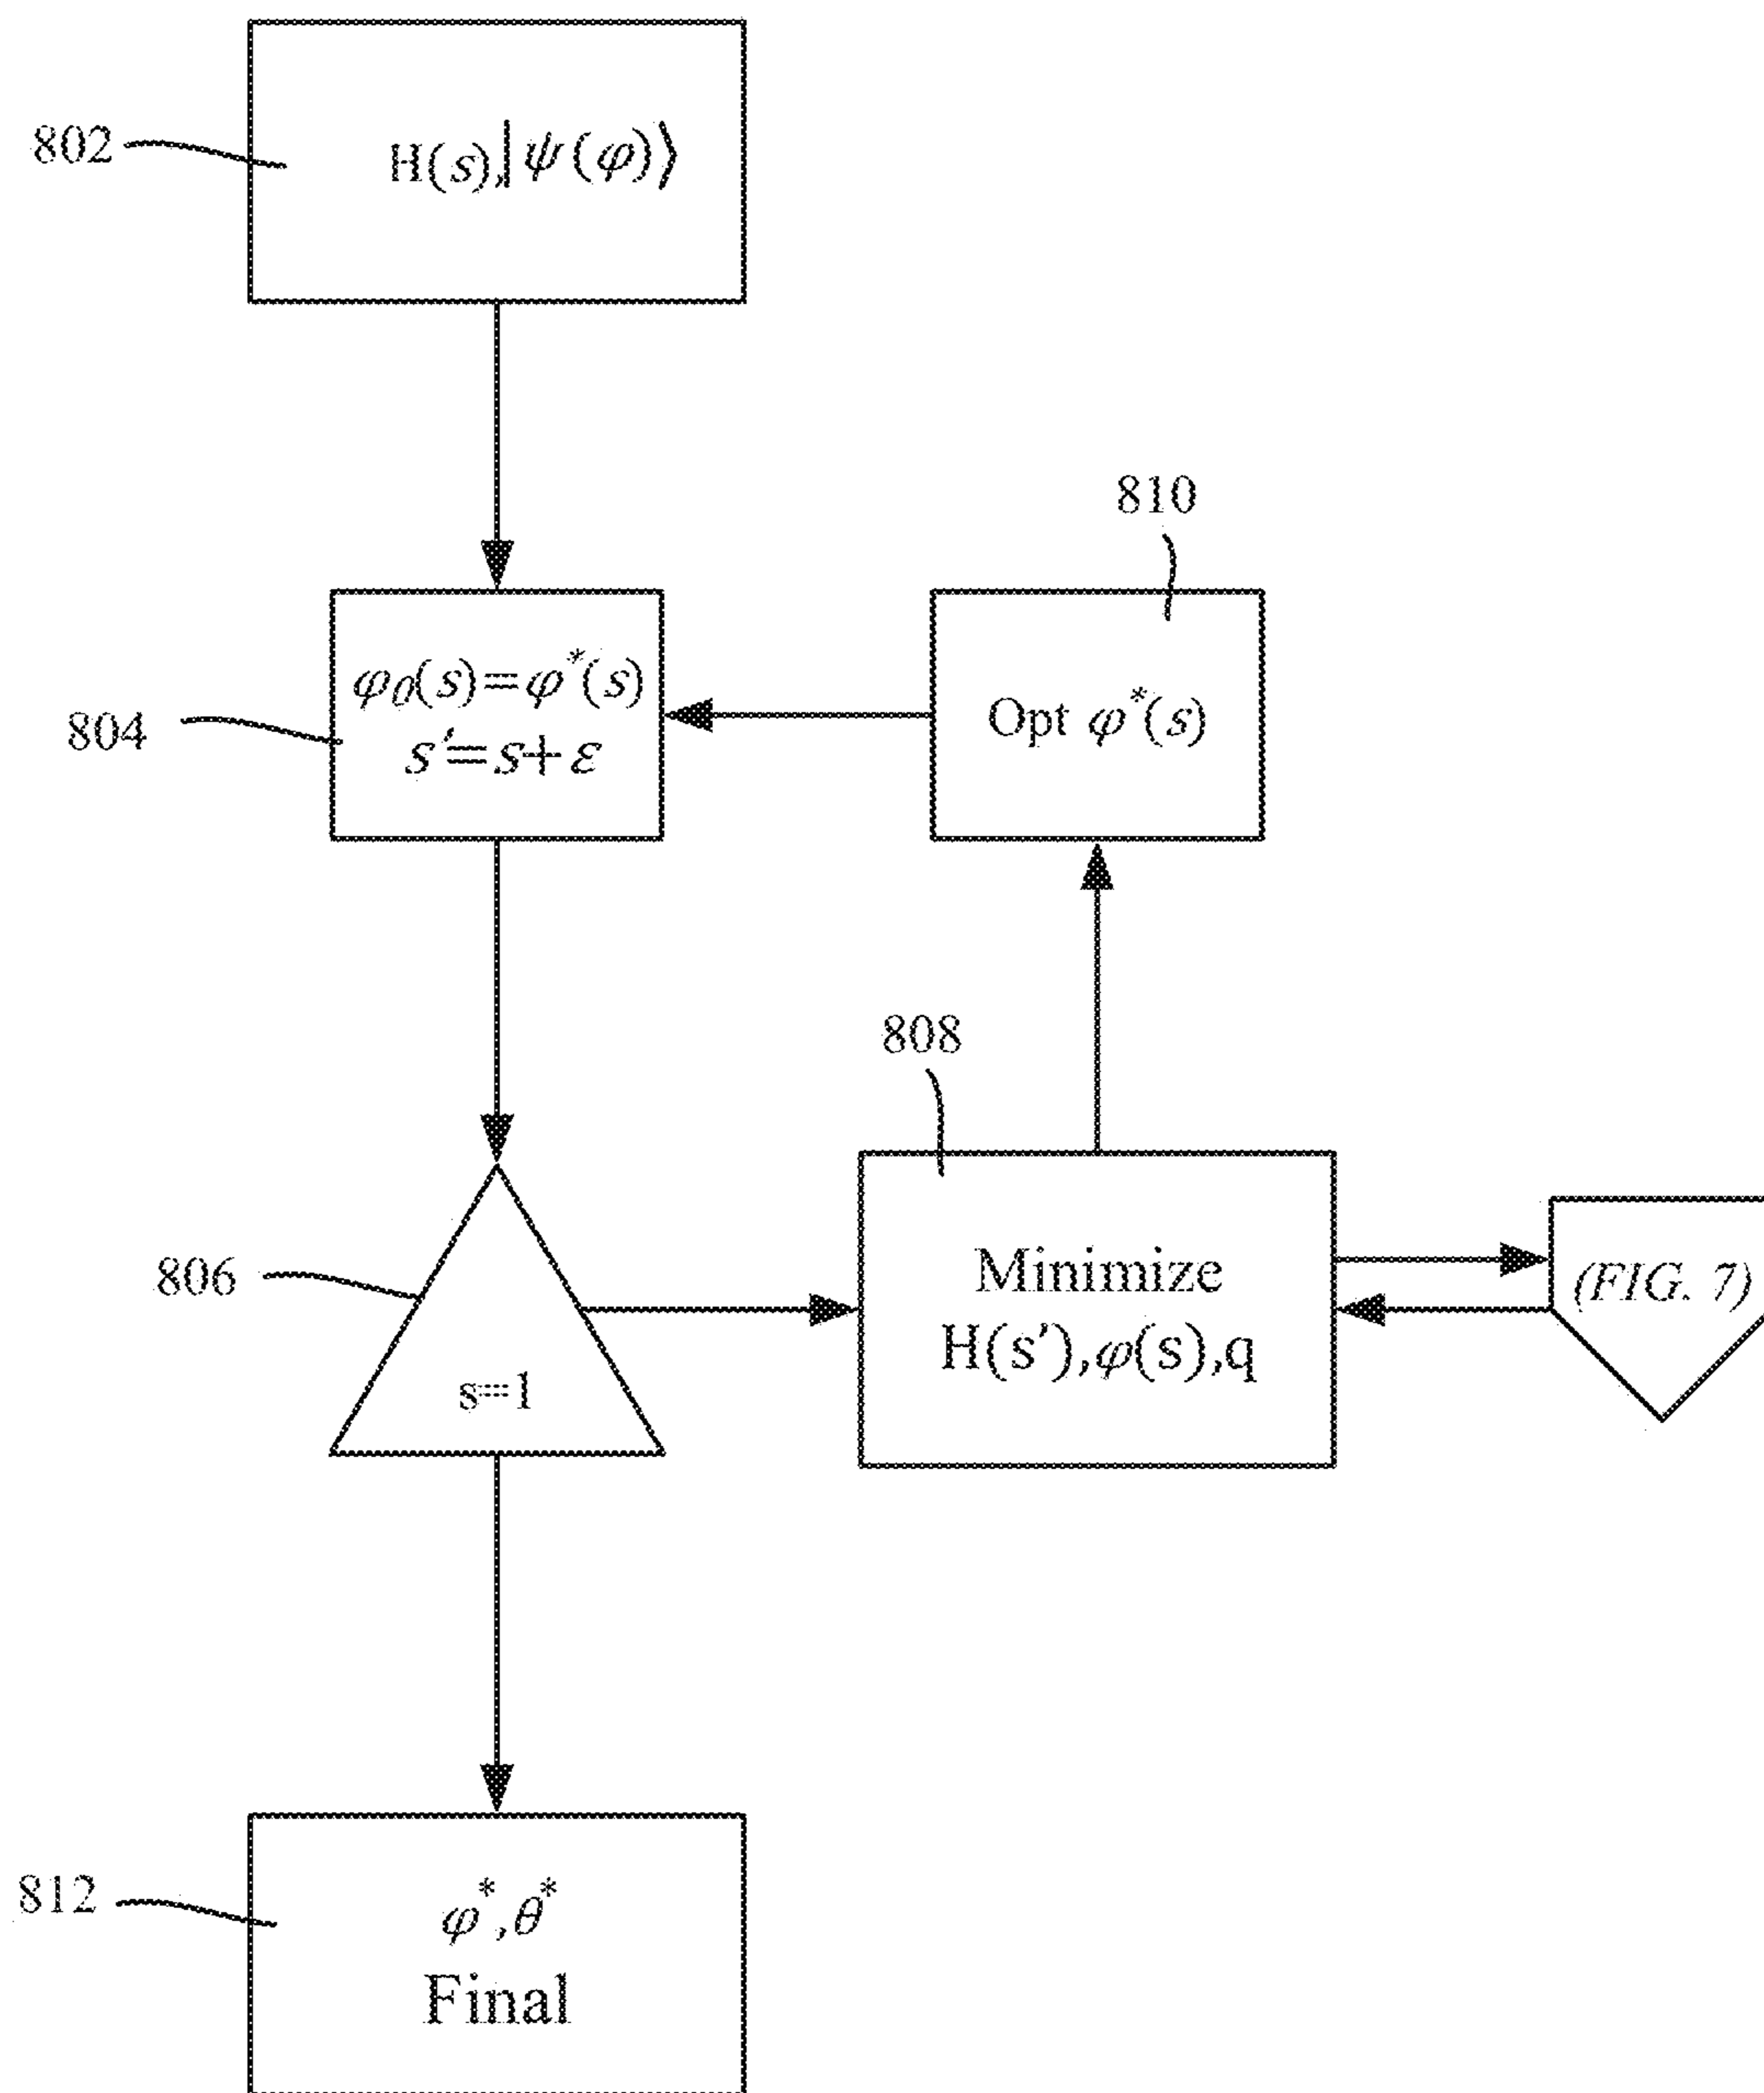 802
H(s),|ψ(φ)⟩
810
φ₀(s)=φ*(s)
s′=s+ε
804
Opt φ*(s)
808
806
s=1
Minimize
H(s'),φ(s),q
(FIG. 7)
812
φ*,θ*
Final